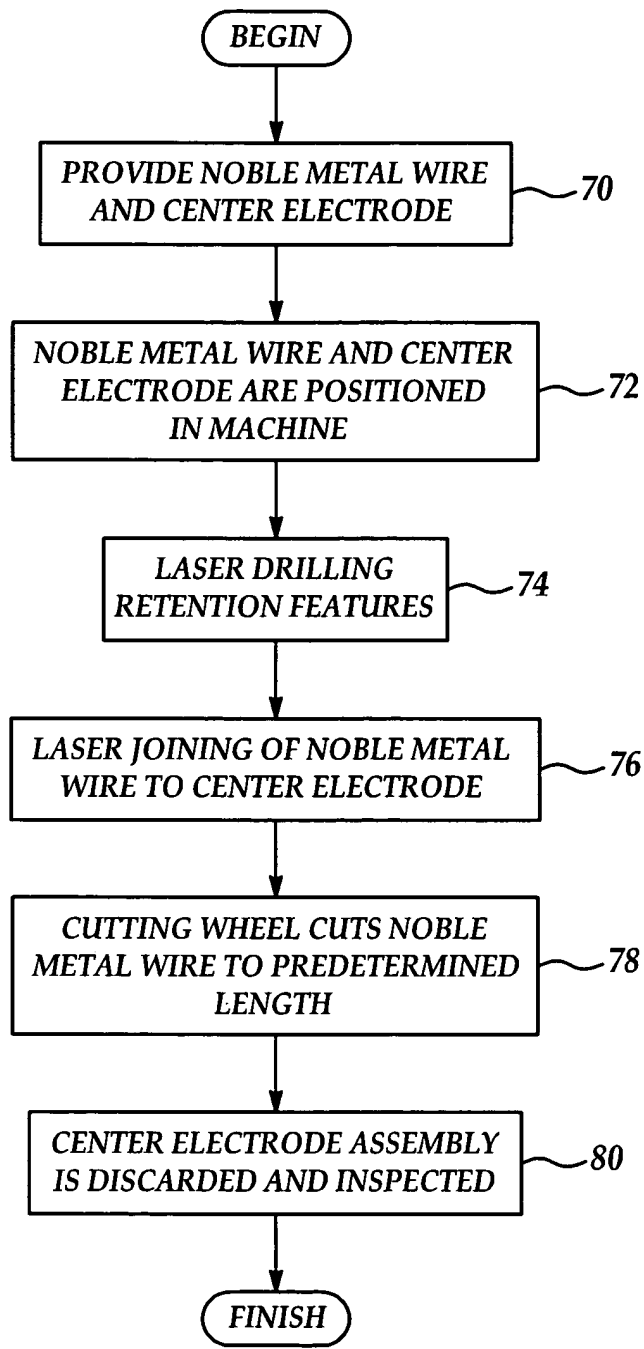 BEGIN
PROVIDE NOBLE METAL WIRE
AND CENTER ELECTRODE
70
NOBLE METAL WIRE AND CENTER
ELECTRODE ARE POSITIONED
IN MACHINE
72
LASER DRILLING
RETENTION FEATURES
74
LASER JOINING OF NOBLE METAL
WIRE TO CENTER ELECTRODE
76
CUTTING WHEEL CUTS NOBLE
METAL WIRE TO PREDETERMINED
LENGTH
78
CENTER ELECTRODE ASSEMBLY
IS DISCARDED AND INSPECTED
80
FINISH